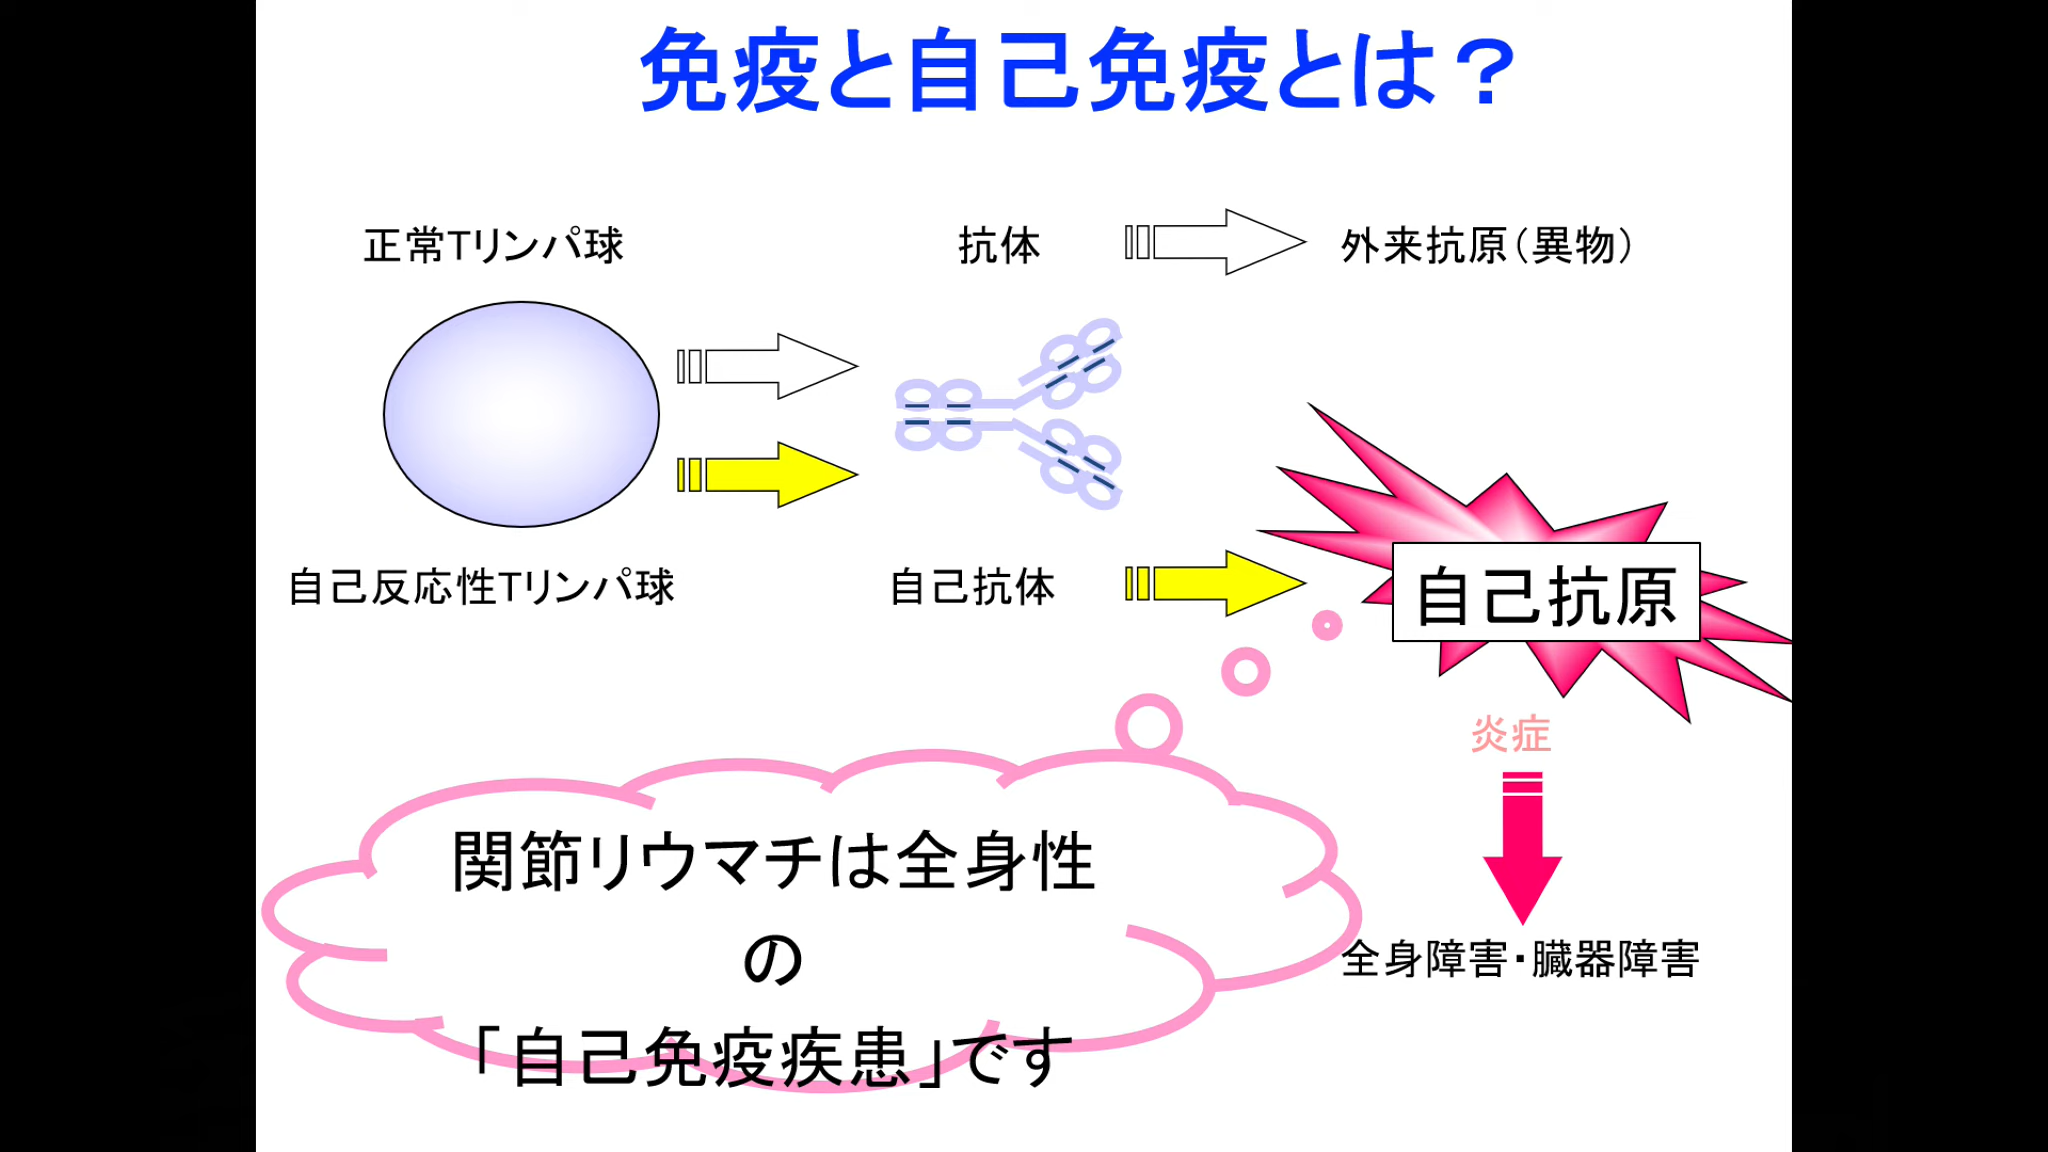 免疫と自己免疫とは？
正常Tリンパ球
抗体
外来抗原（異物）
自己反応性Tリンパ球
自己抗体
自己抗原
炎症
全身障害・臓器障害
関節リウマチは全身性
の
「自己免疫疾患」です